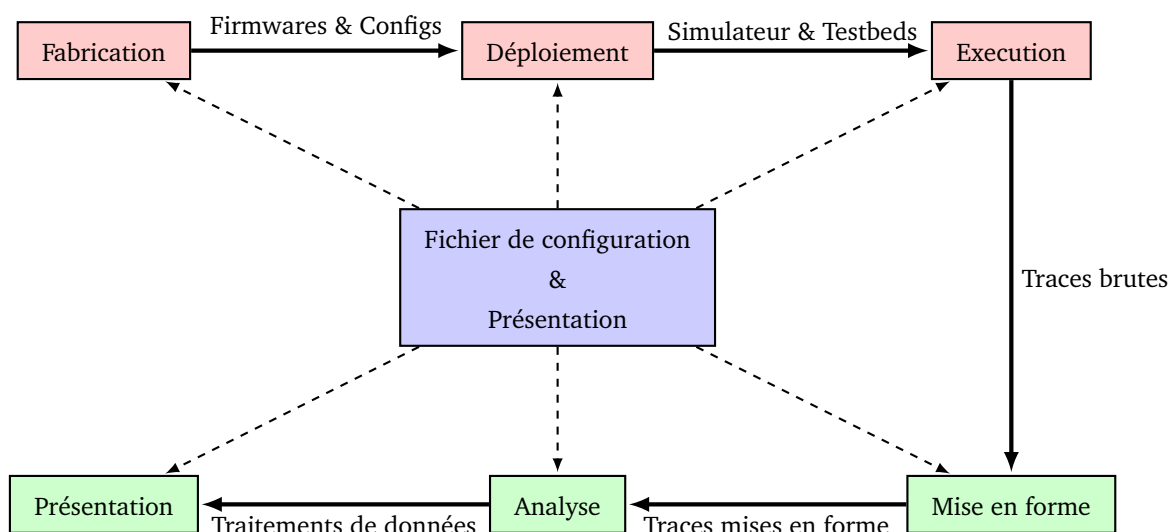 Fabrication
Firmwares & Configs
Déploiement
Simulateur & Testbeds
Execution
Fichier de configuration
&
Présentation
Traces brutes
Présentation
Traitements de données
Analyse
Traces mises en forme
Mise en forme